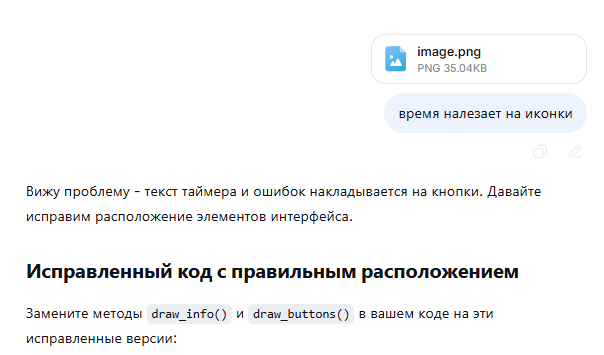 image.png
PNG 35.04KB
время налезает на иконки
Вижу проблему - текст таймера и ошибок накладывается на кнопки. Давайте
исправим расположение элементов интерфейса.
Исправленный код с правильным расположением
Замените методы draw_info() и draw_buttons() в вашем коде на эти
исправленные версии: